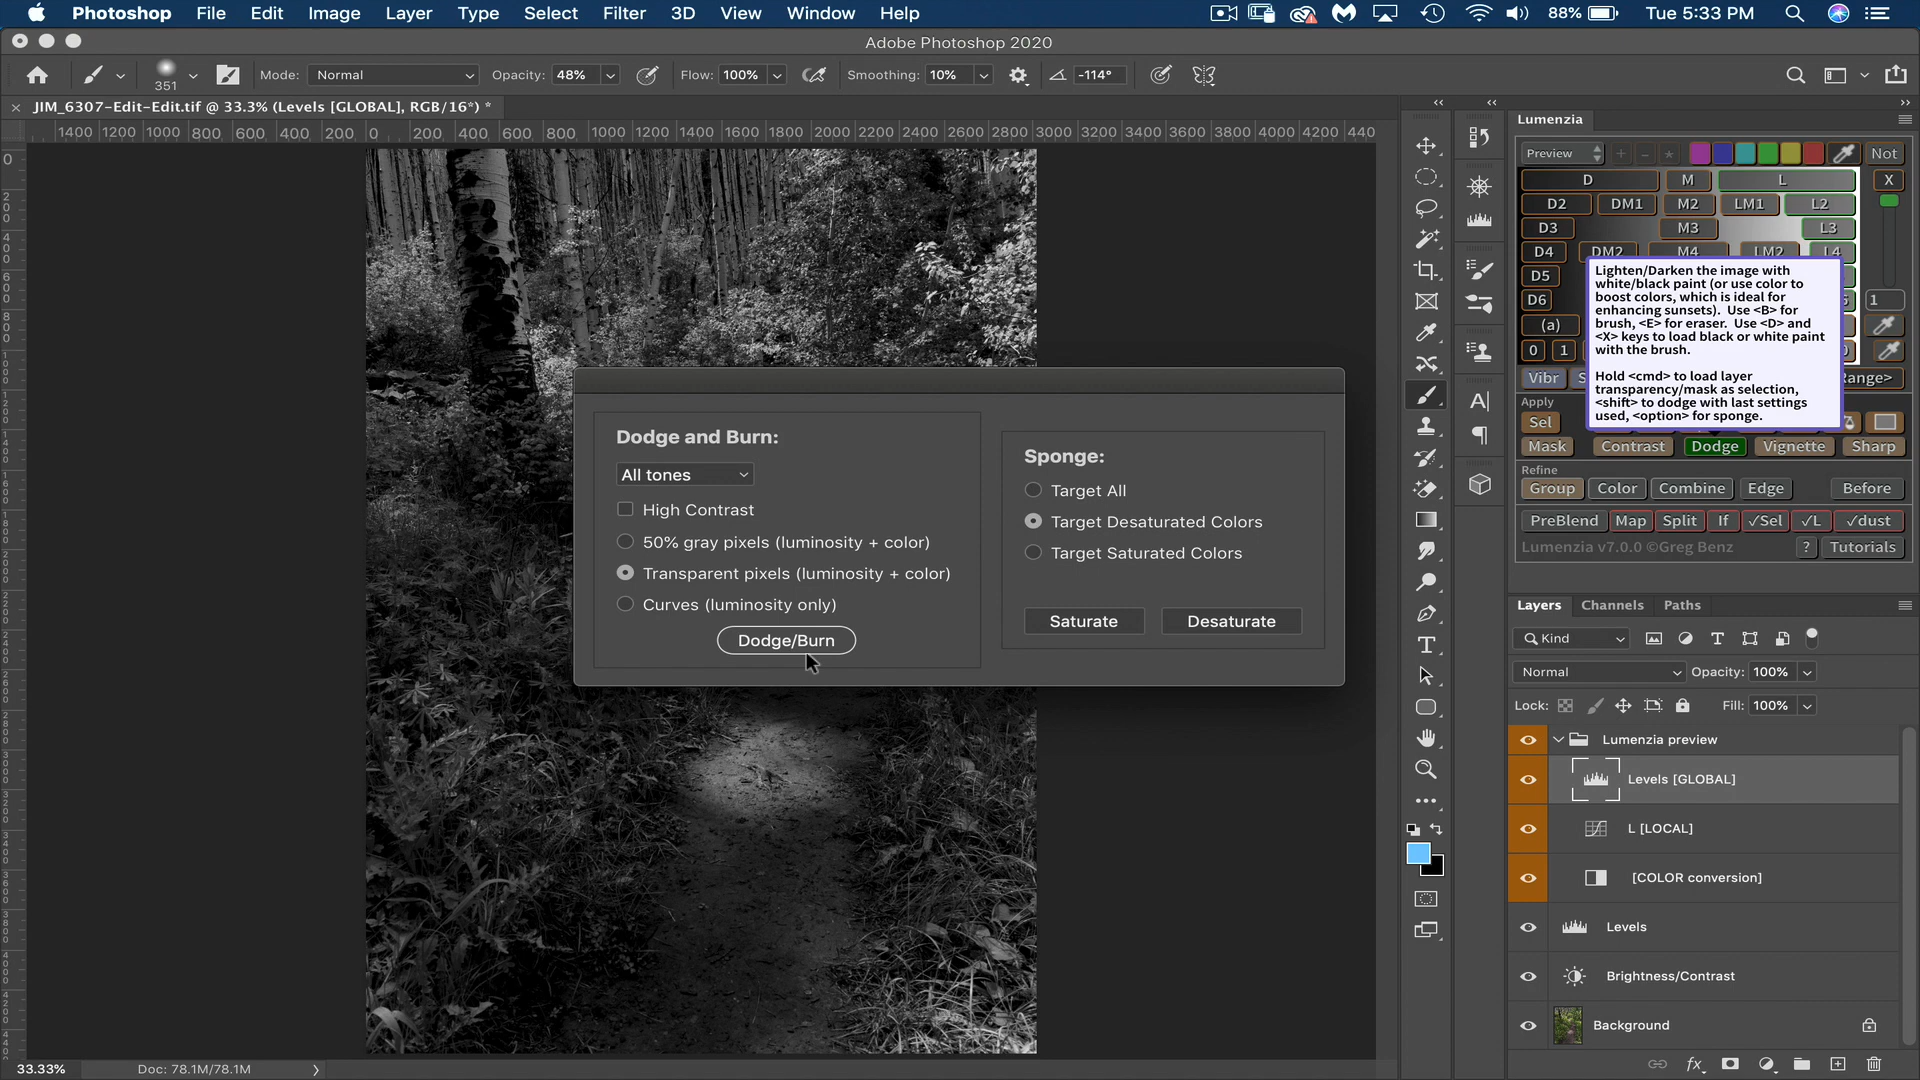 Photoshop File Edit Image Layer Type Select Filter 3D View Window Help 88% Tue 5:33 PM
Adobe Photoshop 2020
351 Mode: Normal Opacity: 48% Flow: 100% Smoothing: 10% -114°
JIM_6307-Edit-Edit.tif @ 33.3% (Levels [GLOBAL], RGB/16*) *
1400 1200 1000 800 600 400 200 0 200 400 600 800 1000 1200 1400 1600 1800 2000 2200 2400 2600 2800 3000 3200 3400 3600 3800 4000 4200 440
Lumenzia
Preview + - * Not
D M L X
D2 DM1 M2 LM1 L2
D3 M3 L3
D4 DM2 M4 LM2 L4
D5
D6 1
(a)
0 1
Vibr S Range>
Lighten/Darken the image with
white/black paint (or use color to
boost colors, which is ideal for
enhancing sunsets). Use <B> for
brush, <E> for eraser. Use <D> and
<X> keys to load black or white paint
with the brush.
Hold <cmd> to load layer
transparency/mask as selection,
<shift> to dodge with last settings
used, <option> for sponge.
Apply
Sel
Mask Contrast Dodge Vignette Sharp
Refine
Group Color Combine Edge Before
PreBlend Map Split If ✓Sel ✓L ✓dust
Lumenzia v7.0.0 ©Greg Benz ? Tutorials
Dodge and Burn:
All tones
High Contrast
50% gray pixels (luminosity + color)
Transparent pixels (luminosity + color)
Curves (luminosity only)
Dodge/Burn
Sponge:
Target All
Target Desaturated Colors
Target Saturated Colors
Saturate Desaturate
Layers Channels Paths
Kind
Normal Opacity: 100%
Lock: Fill: 100%
Lumenzia preview
Levels [GLOBAL]
L [LOCAL]
[COLOR conversion]
Levels
Brightness/Contrast
Background
33.33% Doc: 78.1M/78.1M